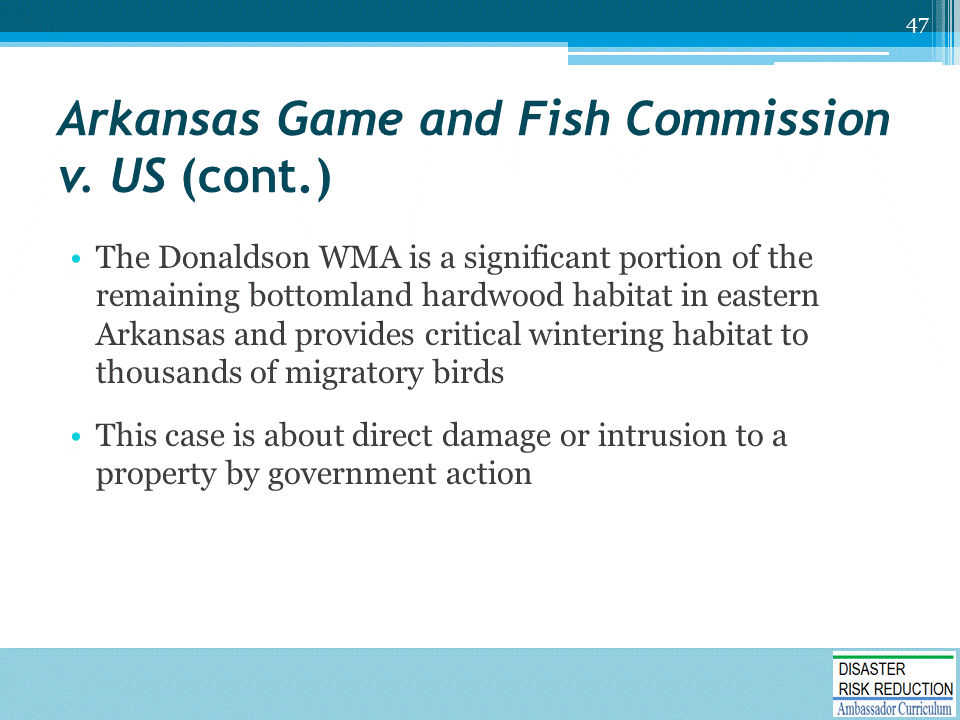 47
Arkansas Game and Fish Commission
v. US (cont.)
• The Donaldson WMA is a significant portion of the
remaining bottomland hardwood habitat in eastern
Arkansas and provides critical wintering habitat to
thousands of migratory birds
• This case is about direct damage or intrusion to a
property by government action
DISASTER
RISK REDUCTION
Ambassador Curriculum